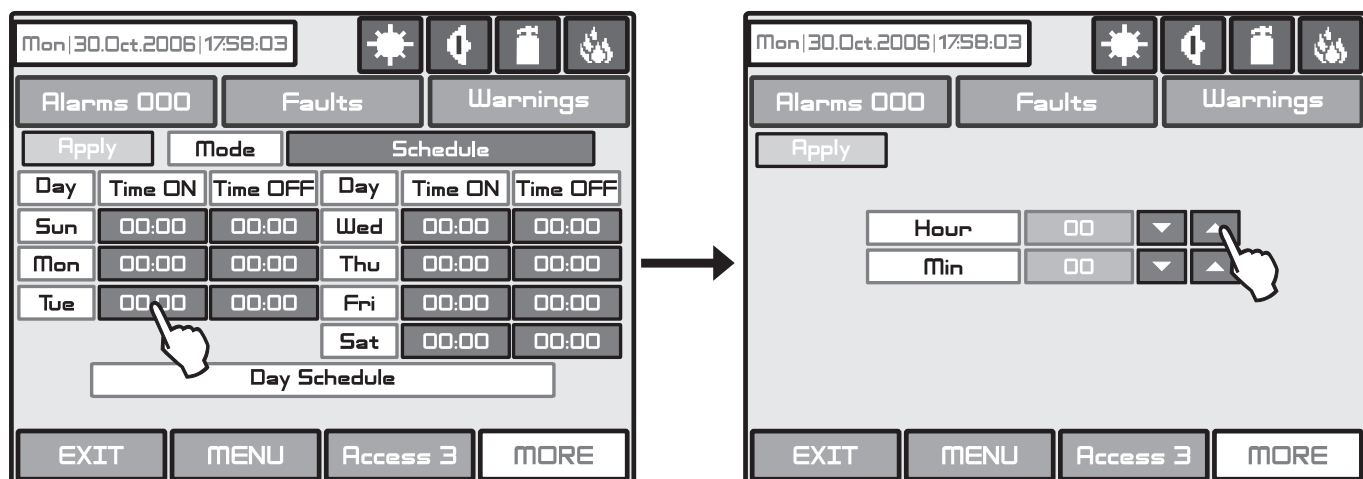 Mon|30.Oct.2006|17:58:03
Alarms 000 Faults Warnings
Apply Mode Schedule
Day Time ON Time OFF Day Time ON Time OFF
Sun 00:00 00:00 Wed 00:00 00:00
Mon 00:00 00:00 Thu 00:00 00:00
Tue 00:00 00:00 Fri 00:00 00:00
Sat 00:00 00:00
Day Schedule
EXIT MENU Access 3 MORE
Mon|30.Oct.2006|17:58:03
Alarms 000 Faults Warnings
Apply
Hour 00
Min 00
EXIT MENU Access 3 MORE